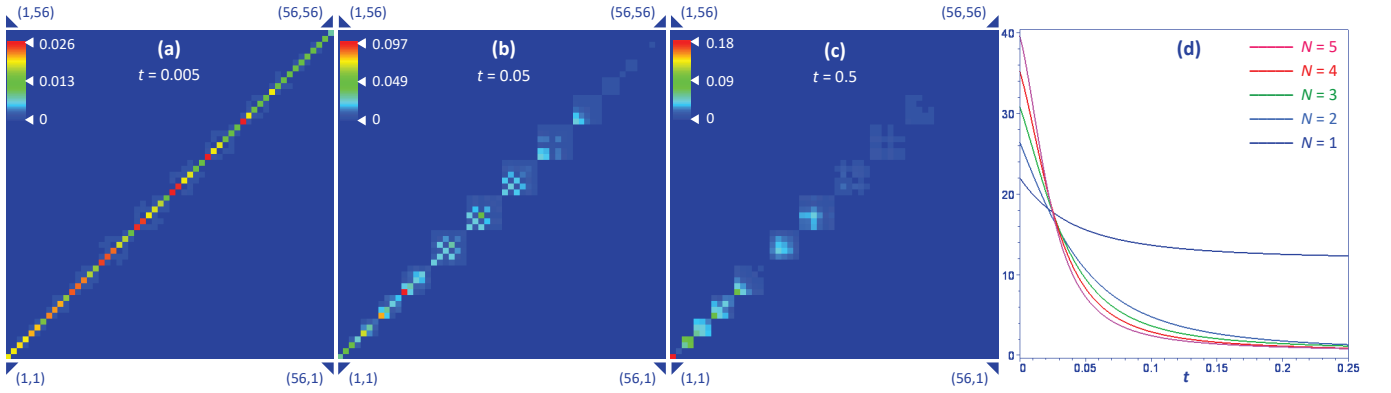 (1,56) (56,56) (1,56) (56,56) (1,56) (56,56)
(a) (b) (c) (d)
0.026 0.097 0.18
t = 0.005 t = 0.05 t = 0.5
0.013 0.049 0.09
0 0 0
(1,1) (56,1) (1,1) (56,1) (1,1) (56,1)
40
30
20
10
0
N = 5
N = 4
N = 3
N = 2
N = 1
0 0.05 0.1 0.15 0.2 0.25
t